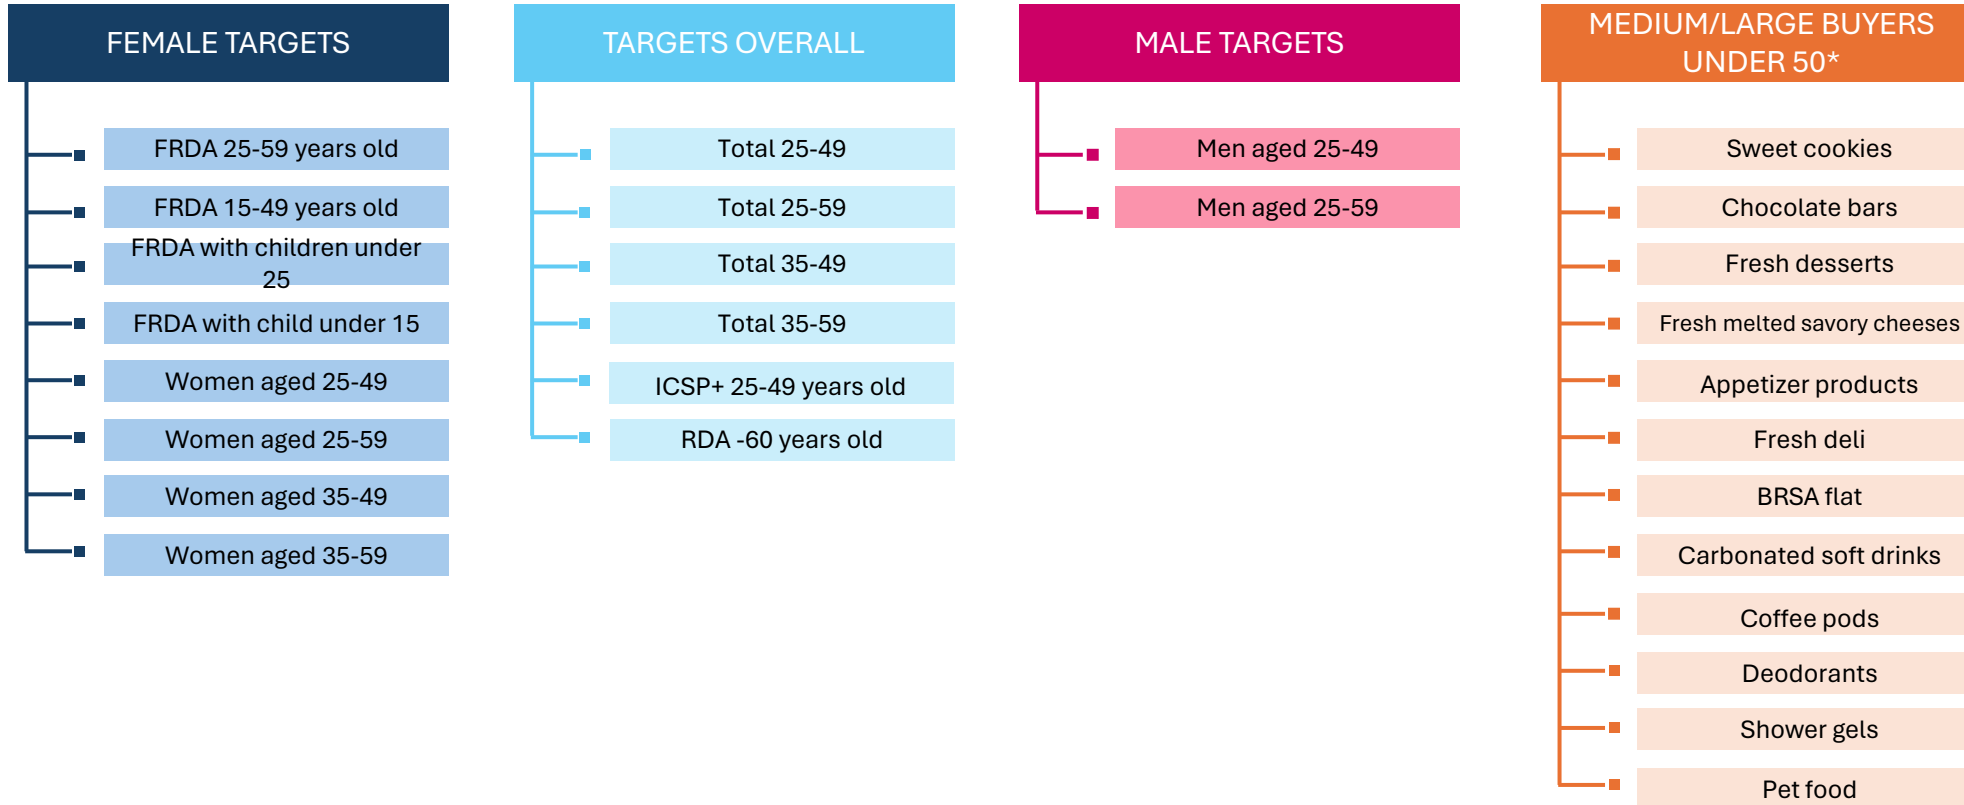 FEMALE TARGETS
FRDA 25-59 years old
FRDA 15-49 years old
FRDA with children under
25
FRDA with child under 15
Women aged 25-49
Women aged 25-59
Women aged 35-49
Women aged 35-59
TARGETS OVERALL
Total 25-49
Total 25-59
Total 35-49
Total 35-59
ICSP+ 25-49 years old
RDA -60 years old
MALE TARGETS
Men aged 25-49
Men aged 25-59
MEDIUM/LARGE BUYERS
UNDER 50*
Sweet cookies
Chocolate bars
Fresh desserts
Fresh melted savory cheeses
Appetizer products
Fresh deli
BRSA flat
Carbonated soft drinks
Coffee pods
Deodorants
Shower gels
Pet food